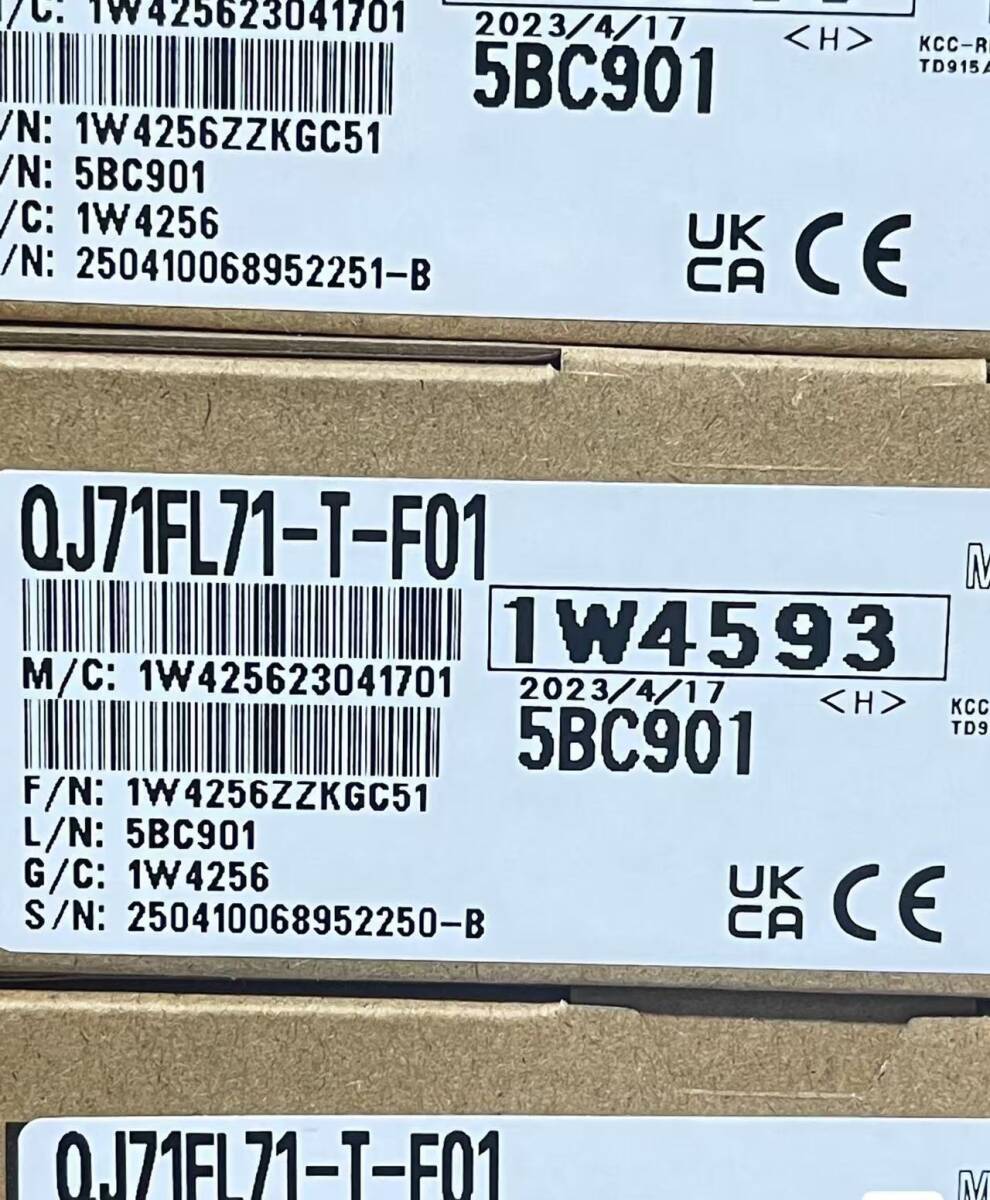 /C: 1W425623041701
2023/4/17
<H>
KCC-R
TD915A
5BC901
/N: 1W4256ZZKGC51
/N: 5BC901
/C: 1W4256
/N: 250410068952251-B
UK
CA
CE
QJ71FL71-T-F01
M
1W4593
M/C: 1W425623041701
2023/4/17
<H>
KCC
TD9
5BC901
F/N: 1W4256ZZKGC51
L/N: 5BC901
G/C: 1W4256
S/N: 250410068952250-B
UK
CA
CE
QJ71FL71-T-F01
M